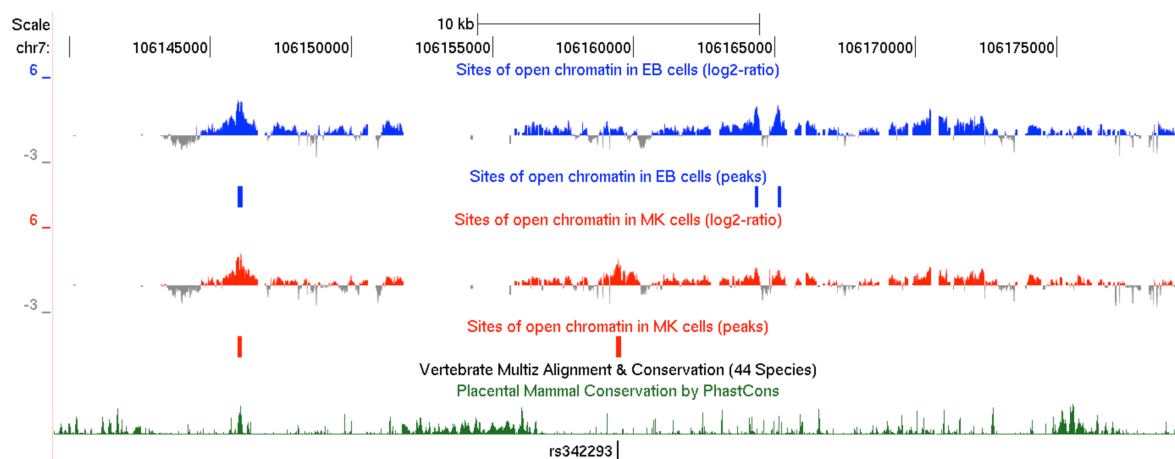 Scale 10 kb
chr7: 106145000 106150000 106155000 106160000 106165000 106170000 106175000
Sites of open chromatin in EB cells (log2-ratio)
6
-3
Sites of open chromatin in EB cells (peaks)
Sites of open chromatin in MK cells (log2-ratio)
6
-3
Sites of open chromatin in MK cells (peaks)
Vertebrate Multiz Alignment & Conservation (44 Species)
Placental Mammal Conservation by PhastCons
rs342293